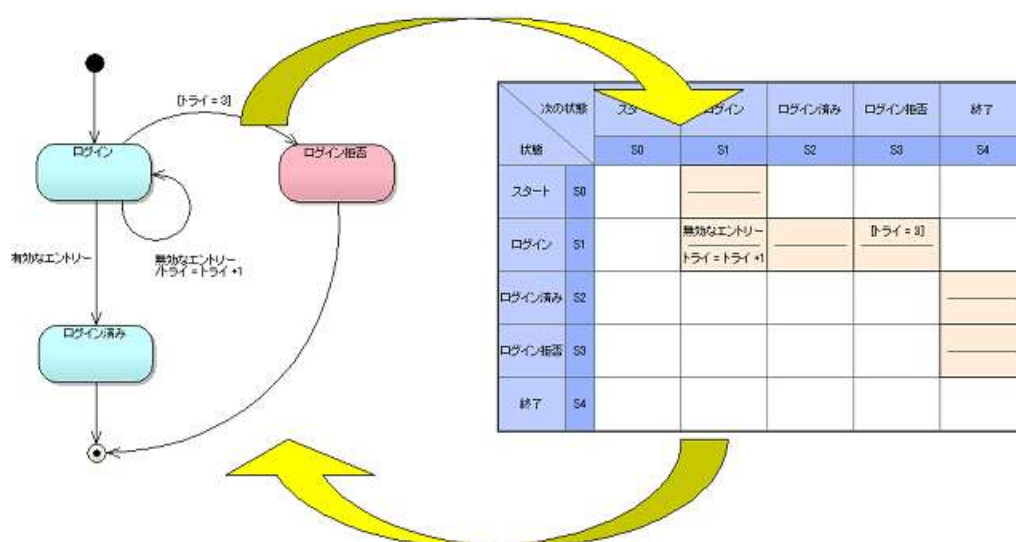 [トライ = 3]
ログイン
ログイン拒否
有効なエントリー
無効なエントリー
/トライ = トライ +1
ログイン済み
次の状態
スタート
ログイン
ログイン済み
ログイン拒否
終了
状態
S0
S1
S2
S3
S4
スタート
S0
ログイン
S1
無効なエントリー
トライ = トライ +1
[トライ = 3]
ログイン済み
S2
ログイン拒否
S3
終了
S4